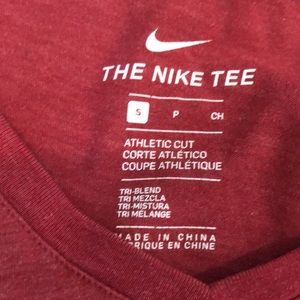 THE NIKE TEE
S P CH
ATHLETIC CUT
CORTE ATLÉTICO
COUPE ATHLÉTIQUE
TRI-BLEND
TRI MEZCLA
TRI-MISTURA
TRI MÉLANGE
MADE IN CHINA
FABRIQUE EN CHINE